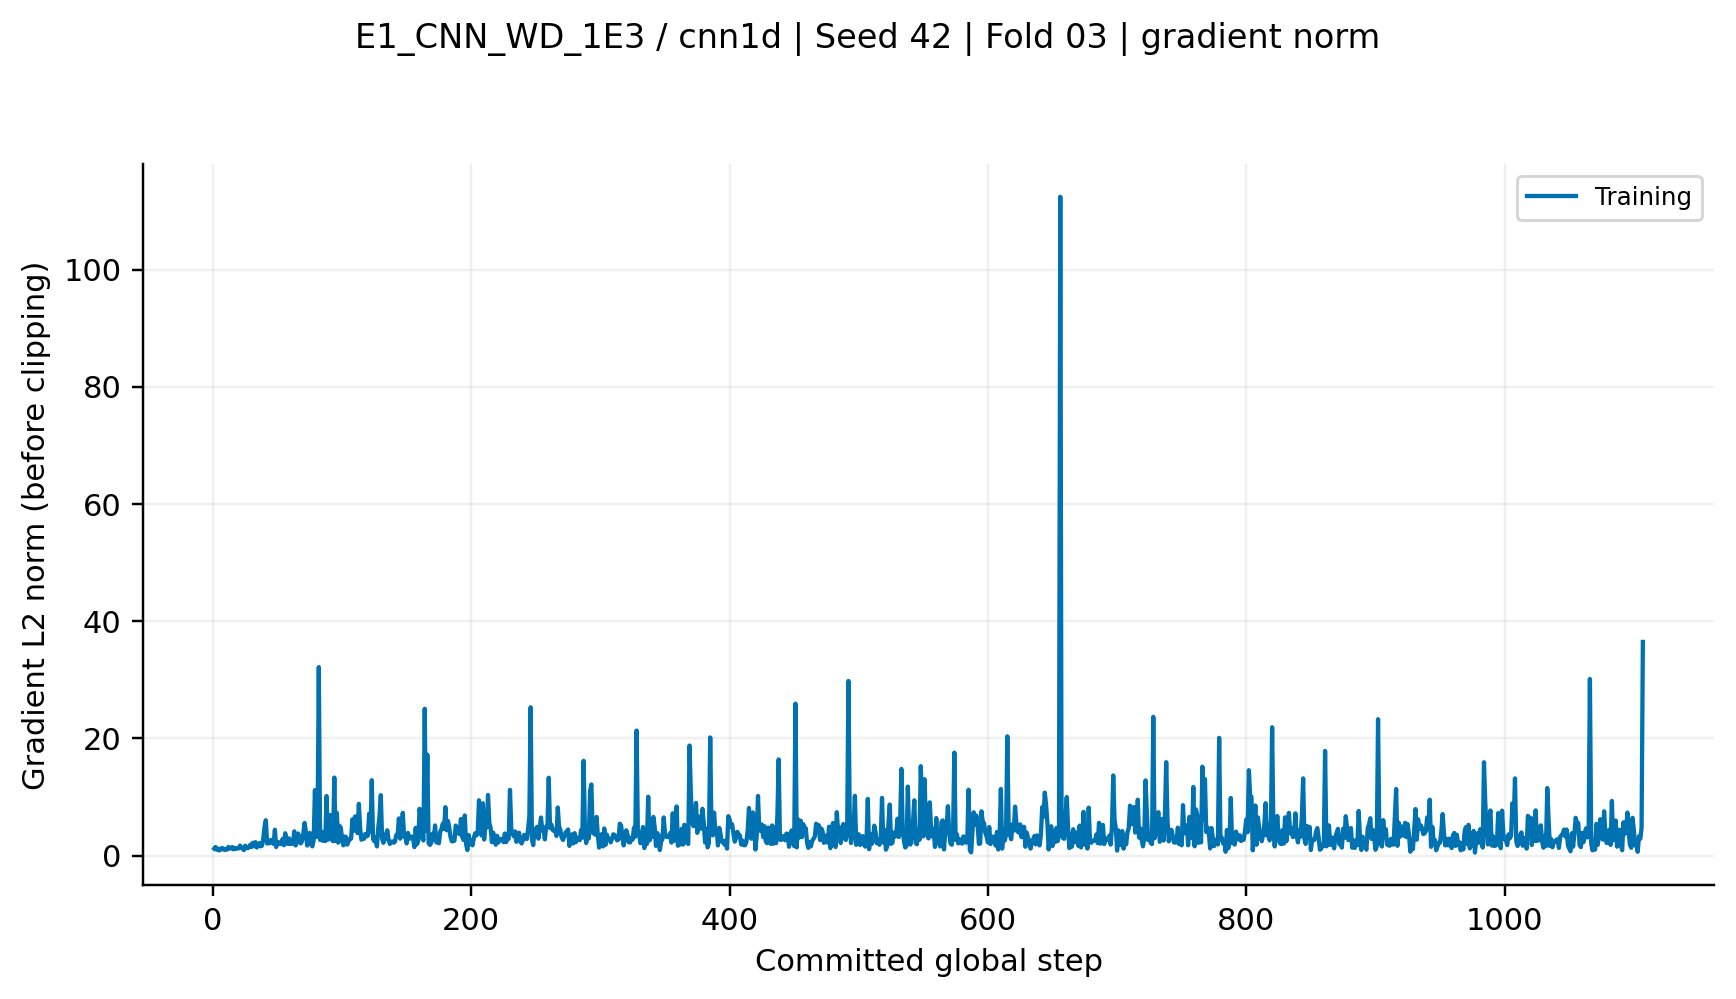 E1_CNN_WD_1E3 / cnn1d | Seed 42 | Fold 03 | gradient norm
Training
Gradient L2 norm (before clipping)
100
80
60
40
20
0
0 200 400 600 800 1000
Committed global step